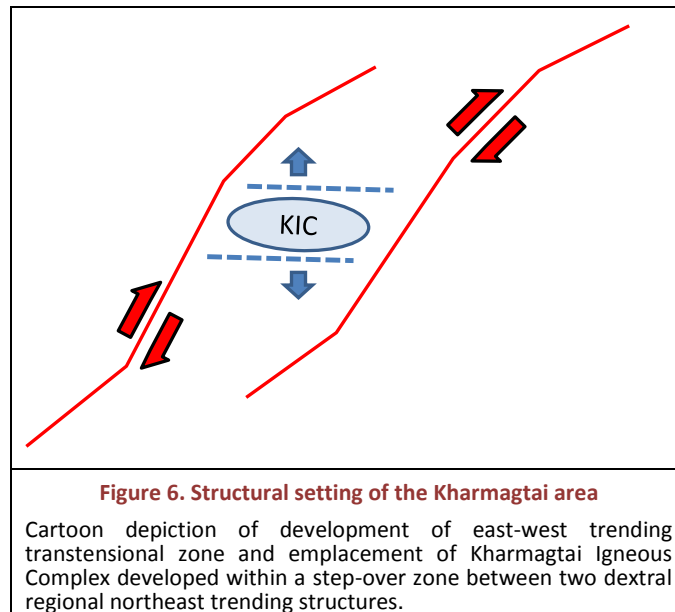 KIC
Figure 6. Structural setting of the Kharmagtai area
Cartoon depiction of development of east-west trending
transtensional zone and emplacement of Kharmagtai Igneous
Complex developed within a step-over zone between two dextral
regional northeast trending structures.